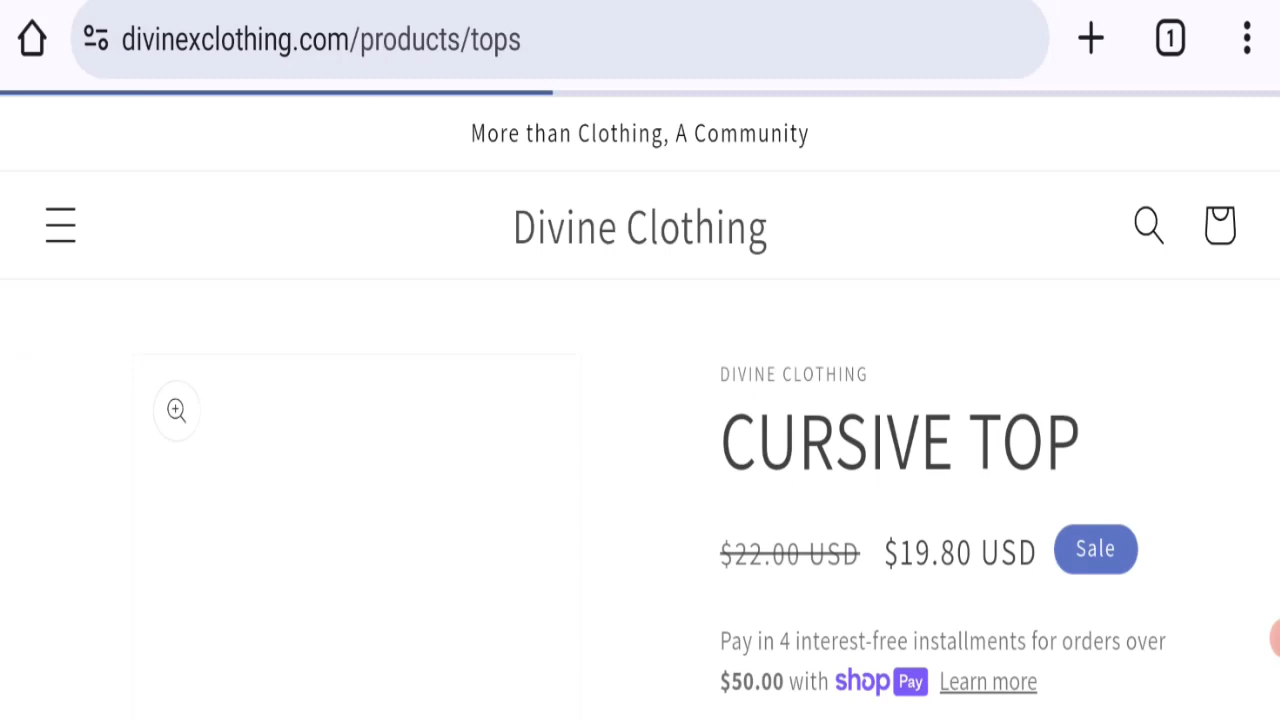 divinexclothing.com/products/tops
1
More than Clothing, A Community
Divine Clothing
DIVINE CLOTHING
CURSIVE TOP
$22.00 USD $19.80 USD Sale
Pay in 4 interest-free installments for orders over
$50.00 with shop Pay Learn more